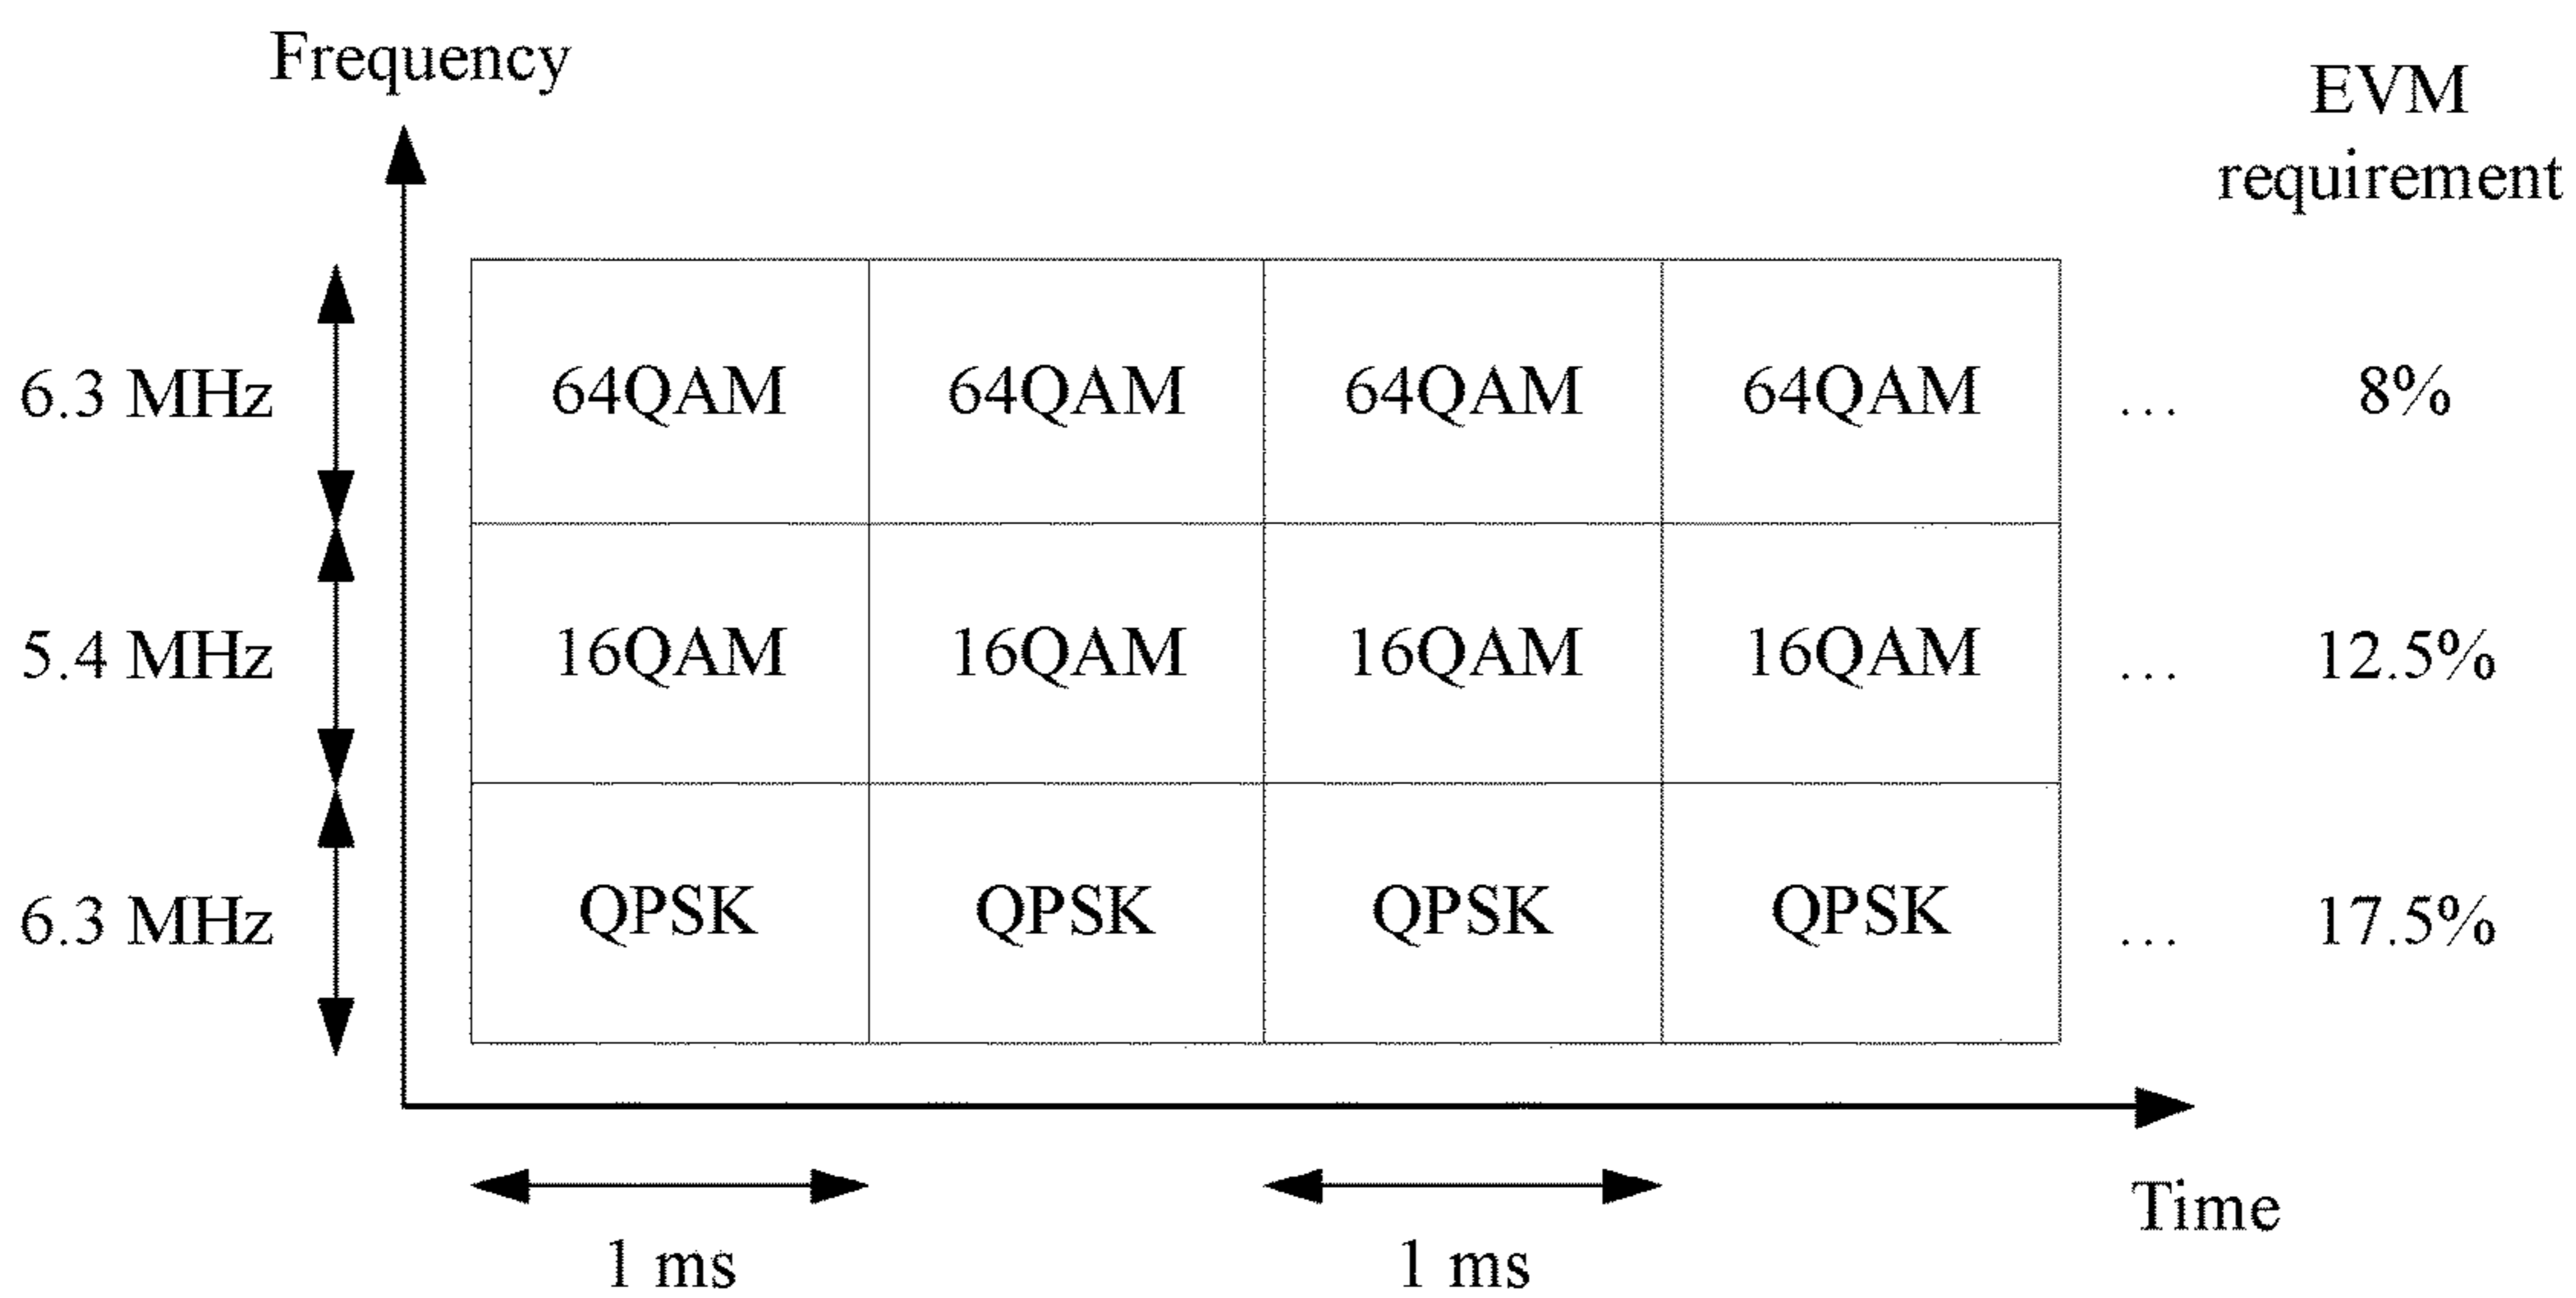 Frequency
EVM
requirement
6.3 MHz 64QAM 64QAM 64QAM 64QAM ... 8%
5.4 MHz 16QAM 16QAM 16QAM 16QAM ... 12.5%
6.3 MHz QPSK QPSK QPSK QPSK ... 17.5%
Time
1 ms 1 ms